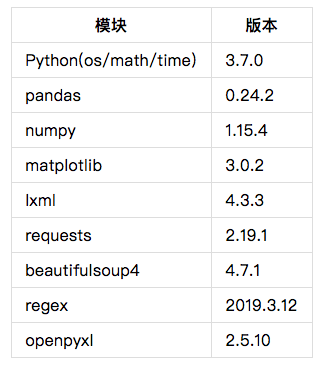 模块 版本
Python(os/math/time) 3.7.0
pandas 0.24.2
numpy 1.15.4
matplotlib 3.0.2
lxml 4.3.3
requests 2.19.1
beautifulsoup4 4.7.1
regex 2019.3.12
openpyxl 2.5.10